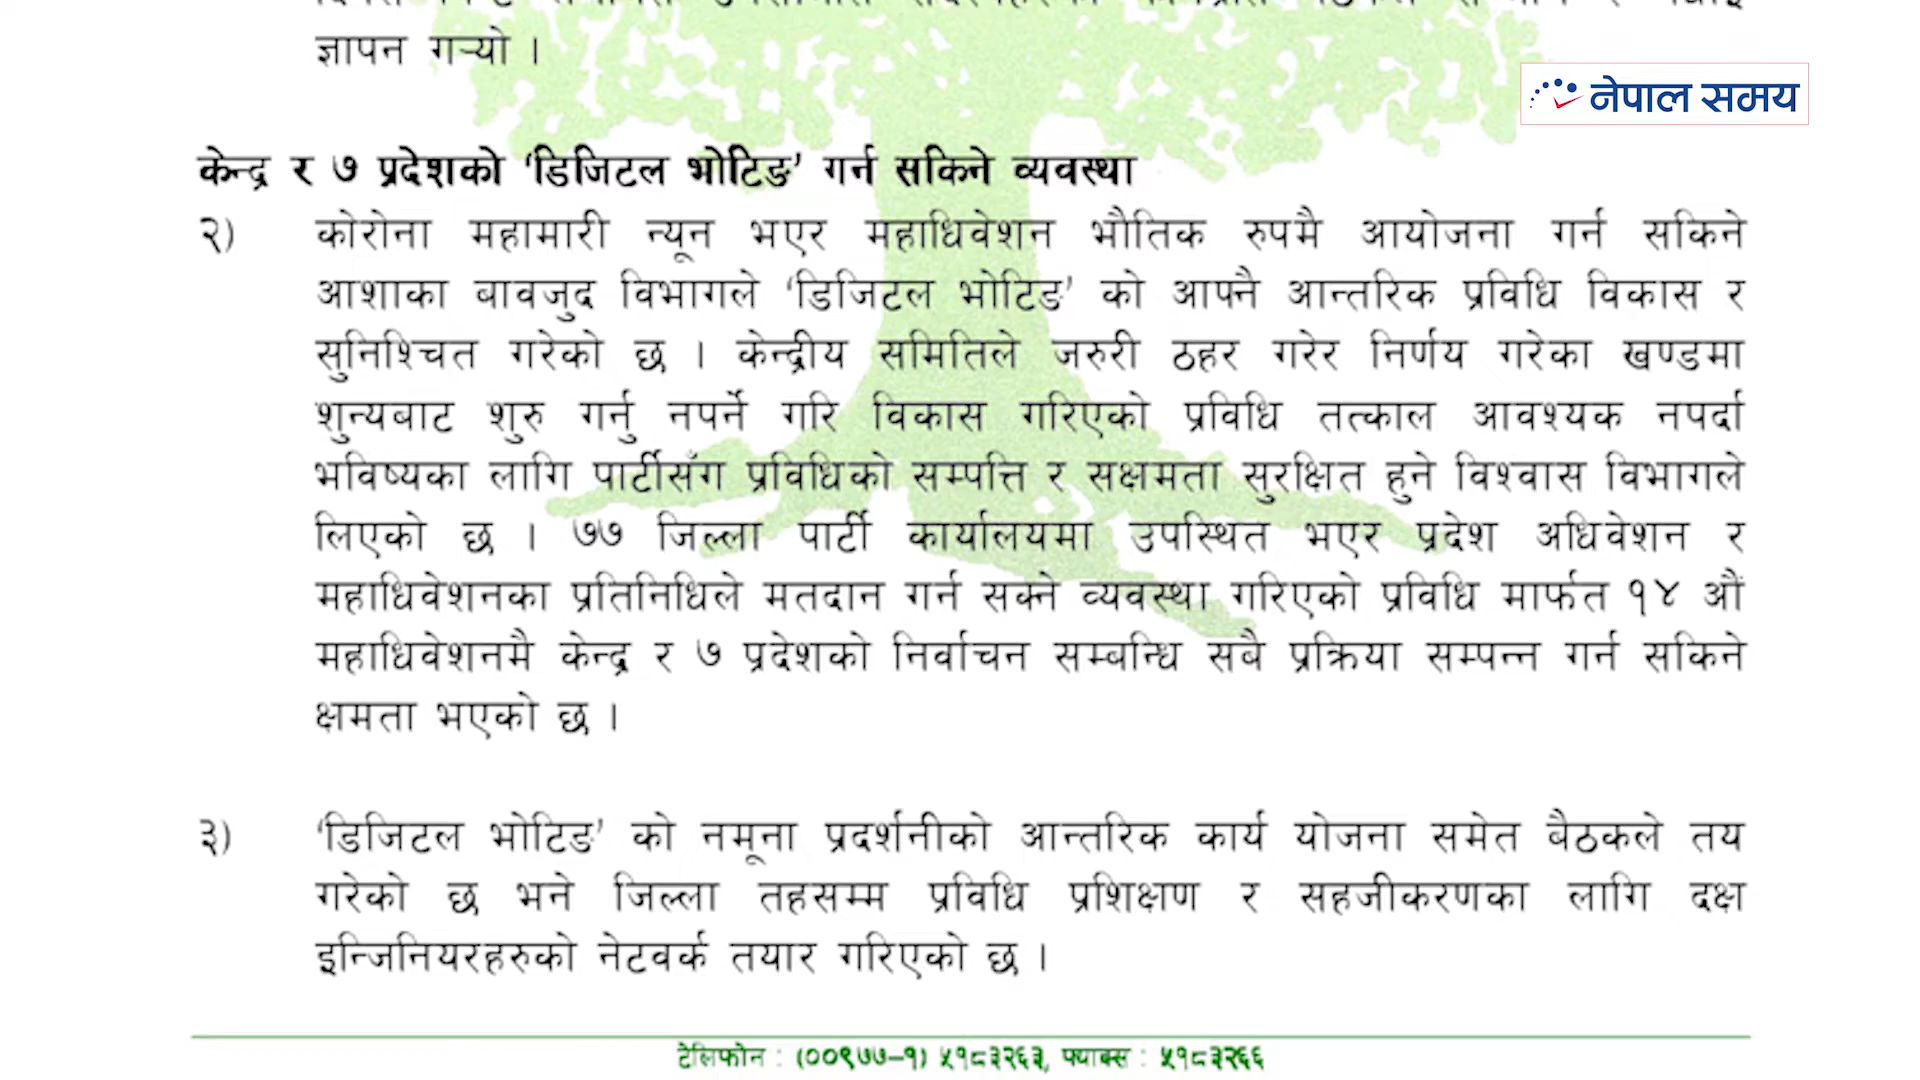 ज्ञापन गर्‍यो ।
नेपाल समय
केन्द्र र ७ प्रदेशको ‘डिजिटल भोटिङ’ गर्न सकिने व्यवस्था
२) कोरोना महामारी न्यून भएर महाधिवेशन भौतिक रुपमै आयोजना गर्न सकिने
आशाका बावजुद विभागले ‘डिजिटल भोटिङ’ को आफ्नै आन्तरिक प्रविधि विकास र
सुनिश्चित गरेको छ । केन्द्रीय समितिले जरुरी ठहर गरेर निर्णय गरेका खण्डमा
शुन्यबाट शुरु गर्नु नपर्ने गरि विकास गरिएको प्रविधि तत्काल आवश्यक नपर्दा
भविष्यका लागि पार्टीसँग प्रविधिको सम्पत्ति र सक्षमता सुरक्षित हुने विश्वास विभागले
लिएको छ । ७७ जिल्ला पार्टी कार्यालयमा उपस्थित भएर प्रदेश अधिवेशन र
महाधिवेशनका प्रतिनिधिले मतदान गर्न सक्ने व्यवस्था गरिएको प्रविधि मार्फत १४ औं
महाधिवेशनमै केन्द्र र ७ प्रदेशको निर्वाचन सम्बन्धि सबै प्रक्रिया सम्पन्न गर्न सकिने
क्षमता भएको छ ।
३) ‘डिजिटल भोटिङ’ को नमूना प्रदर्शनीको आन्तरिक कार्य योजना समेत बैठकले तय
गरेको छ भने जिल्ला तहसम्म प्रविधि प्रशिक्षण र सहजीकरणका लागि दक्ष
इन्जिनियरहरुको नेटवर्क तयार गरिएको छ ।
टेलिफोन : (००९७७–१) ५१८३२६३, फ्याक्स : ५१८३२६६